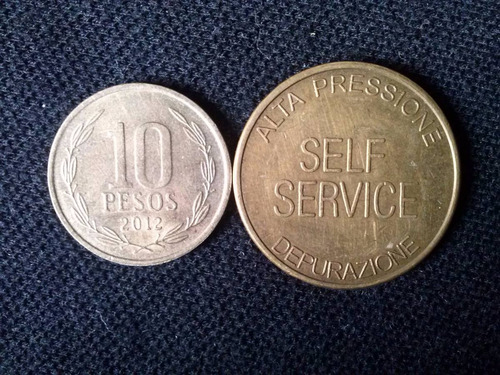 10
PESOS
2012
ALTA PRESSIONE
SELF
SERVICE
DEPURAZIONE